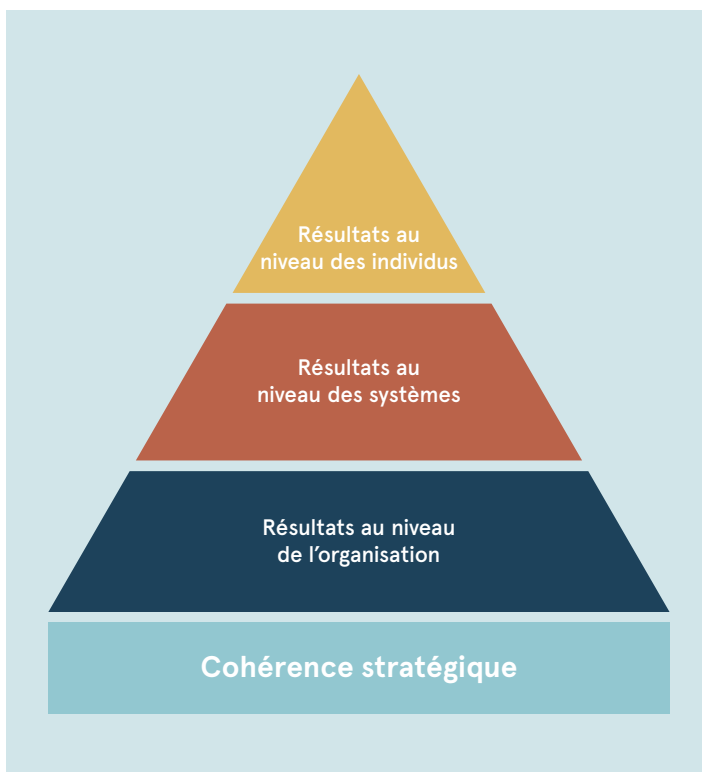 Résultats au
niveau des individus
Résultats au
niveau des systèmes
Résultats au niveau
de l’organisation
Cohérence stratégique